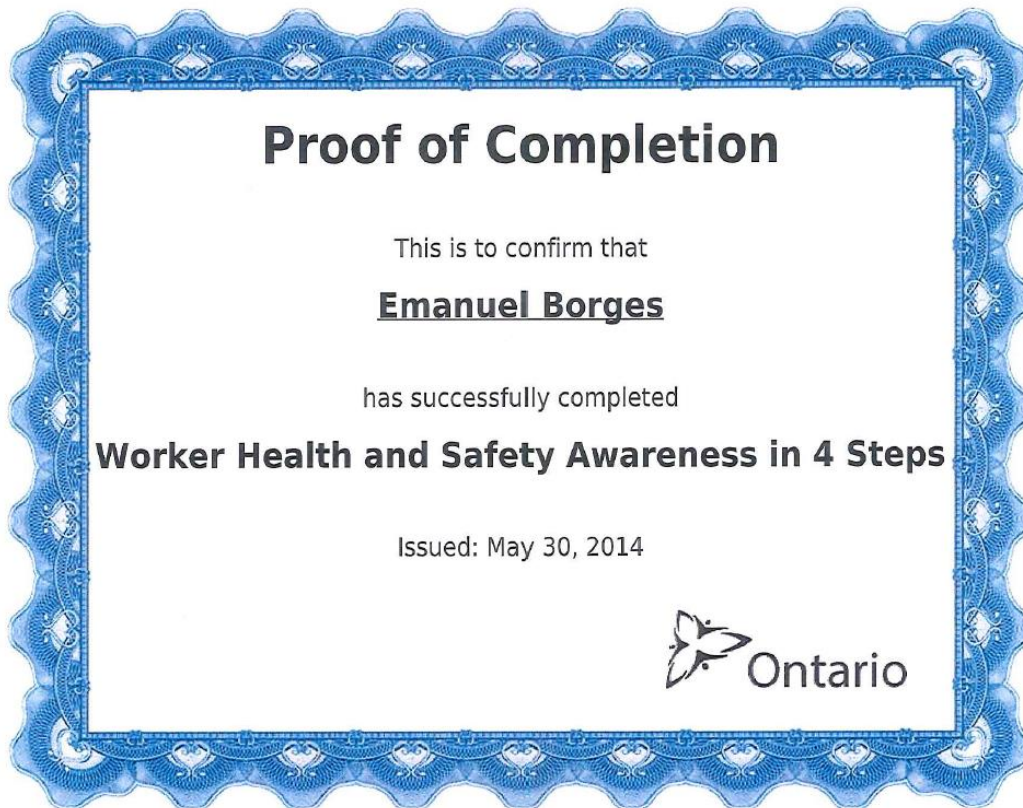 Proof of Completion
This is to confirm that
Emanuel Borges
has successfully completed
Worker Health and Safety Awareness in 4 Steps
Issued: May 30, 2014
Ontario